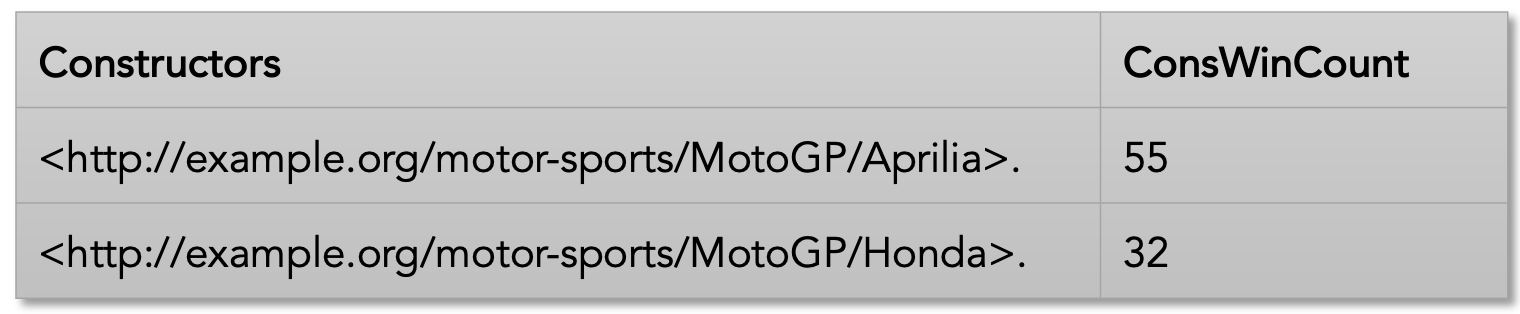 Constructors ConsWinCount
<http://example.org/motor-sports/MotoGP/Aprilia>. 55
<http://example.org/motor-sports/MotoGP/Honda>. 32